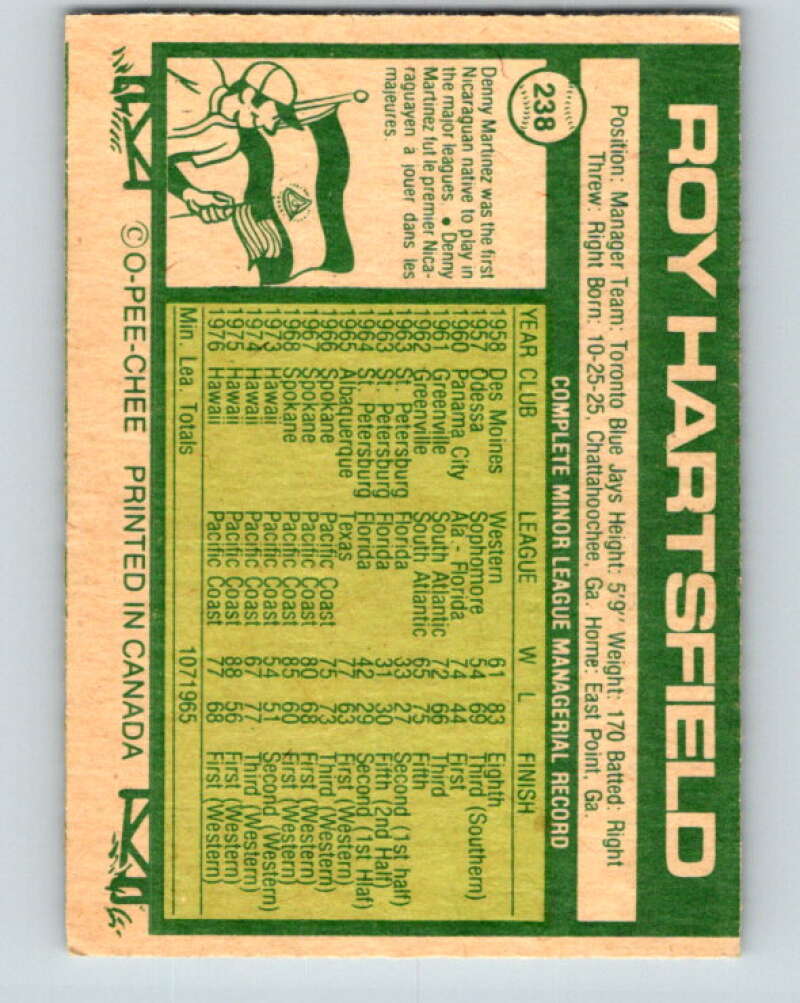 ROY HARTSFIELD
Position: Manager Team: Toronto Blue Jays Height: 5'9" Weight: 170 Batted: Right
Threw: Right Born: 10-25-25, Chattahoochee, Ga. Home: East Point, Ga.
238
Denny Martinez was the first
Nicaraguan native to play in
the major leagues. • Denny
Martinez fut le premier Nica-
raguayen à jouer dans les
majeures.
COMPLETE MINOR LEAGUE MANAGERIAL RECORD
YEAR CLUB LEAGUE W L FINISH
1958 Des Moines Western 61 83 Eighth
1957 Odessa Sophomore 54 69 Third (Southern)
1960 Panama City Ala - Florida 74 44 First
1961 Greenville South Atlantic 72 66 Third
1962 Greenville South Atlantic 65 75 Fifth
1963 St. Petersburg Florida 33 27 Second (1st half)
1963 St. Petersburg Florida 31 30 Fifth (2nd Half)
1964 St. Petersburg Florida 42 29 Second (1st Hlaf)
1965 Albuquerque Texas 77 63 First (Western)
1966 Spokane Pacific Coast 75 73 Third (Western)
1967 Spokane Pacific Coast 80 68 First (Western)
1968 Spokane Pacific Coast 85 60 First (Western)
1973 Hawaii Pacific Coast 54 51 Second (Western)
1974 Hawaii Pacific Coast 67 77 Third (Western)
1975 Hawaii Pacific Coast 88 56 First (Western)
1976 Hawaii Pacific Coast 77 68 First (Western)
Min. Lea. Totals 1071965
© O-PEE-CHEE PRINTED IN CANADA